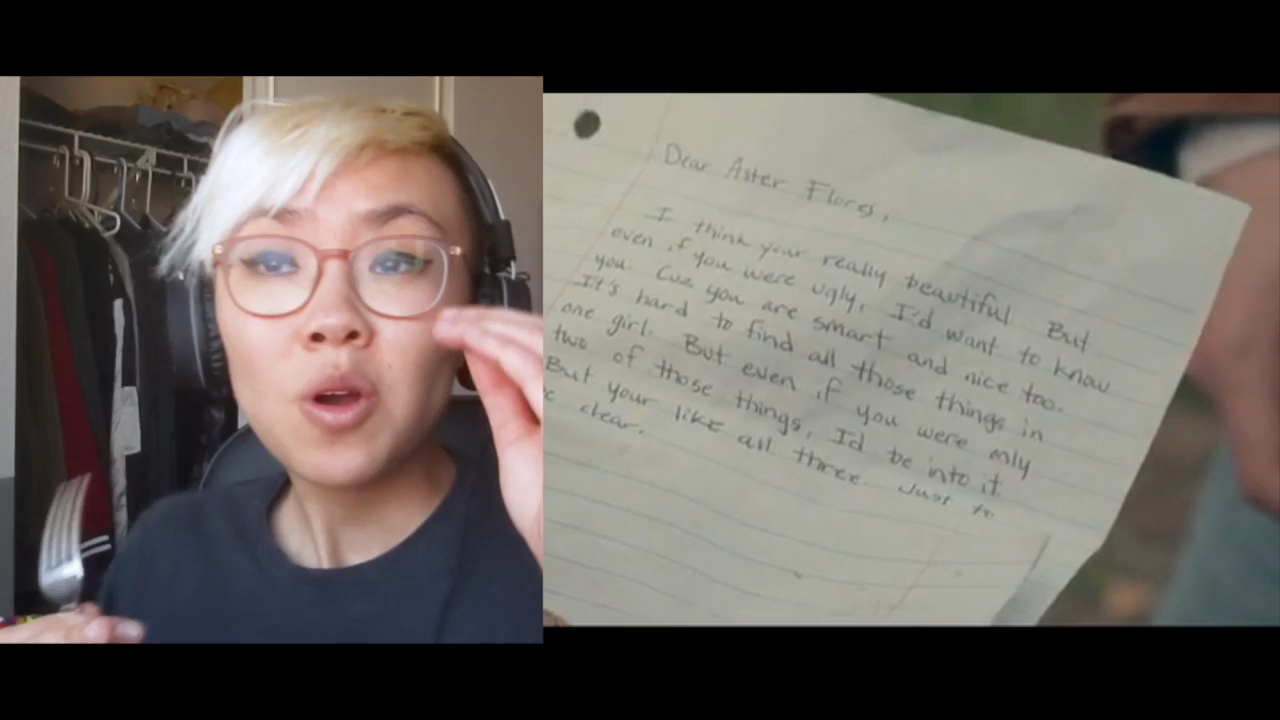 Dear Aster Flores,
I think your really beautiful But
even if you were ugly, I'd want to know
you. Cuz you are smart and nice too.
It's hard to find all those things in
one girl. But even if you were only
two of those things, I'd be into it.
But your like all three. Just to
be clear.